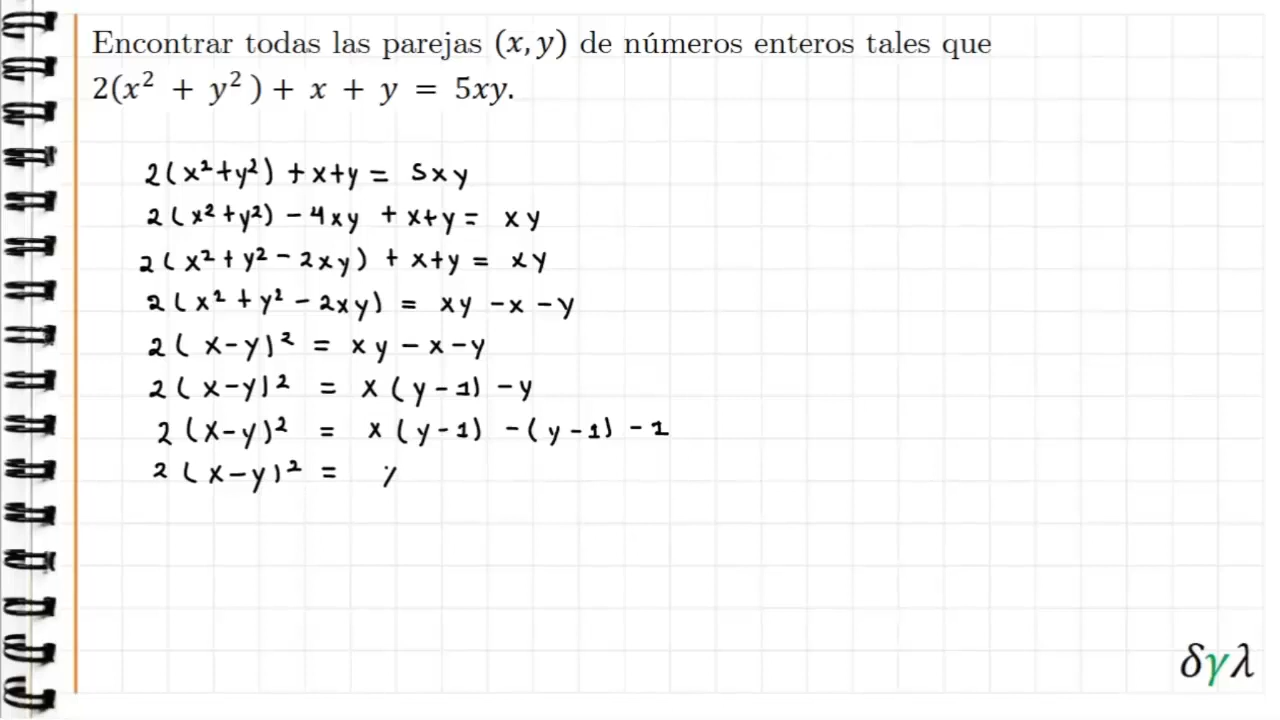 Encontrar todas las parejas (x, y) de números enteros tales que
2(x² + y²) + x + y = 5xy.
2(x²+y²) + x+y = 5xy
2(x²+y²) - 4xy + x+y = xy
2(x² + y² - 2xy) + x+y = xy
2(x² + y² - 2xy) = xy - x - y
2(x-y)² = xy - x - y
2(x-y)² = x(y-1) - y
2(x-y)² = x(y-1) - (y-1) - 1
2(x-y)² =
δγλ